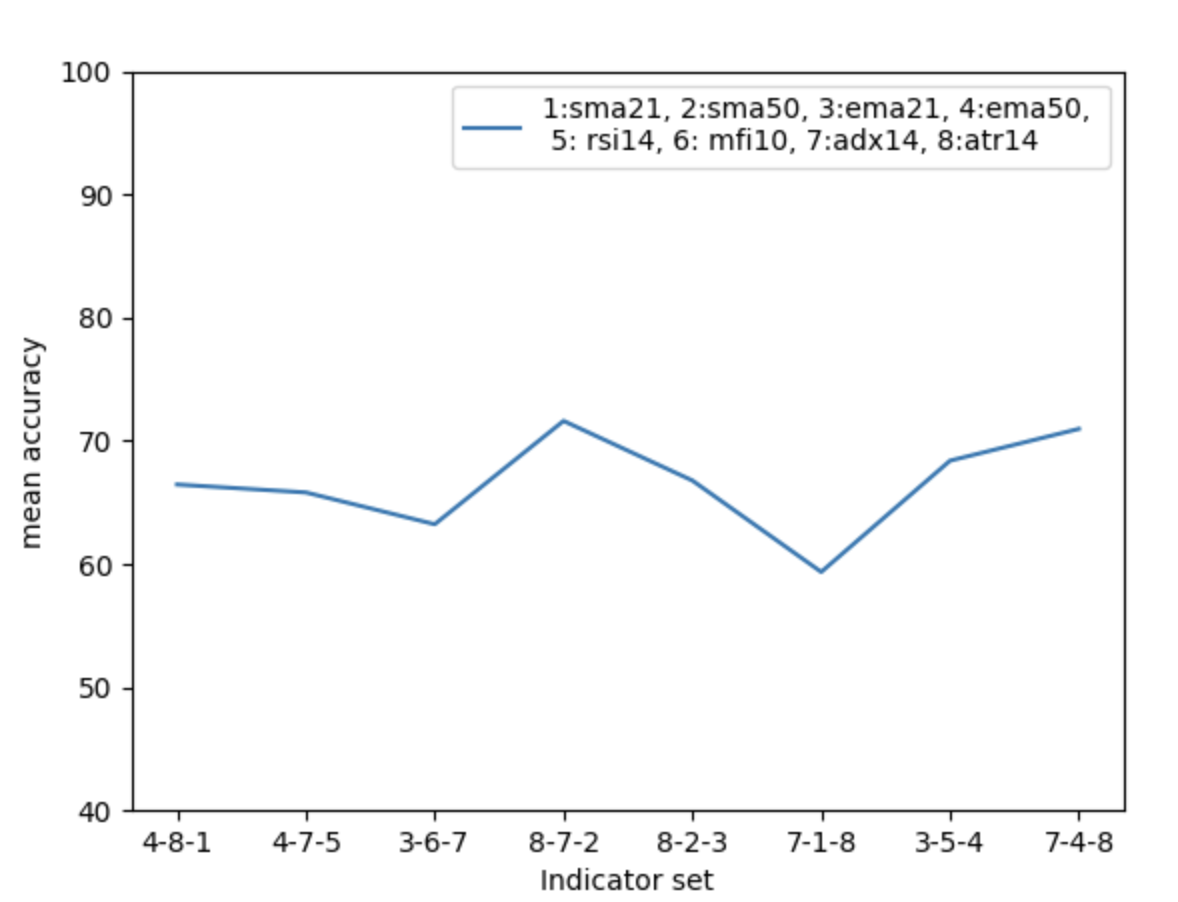 100
1:sma21, 2:sma50, 3:ema21, 4:ema50,
5: rsi14, 6: mfi10, 7:adx14, 8:atr14
90
80
70
60
50
40
mean accuracy
4-8-1 4-7-5 3-6-7 8-7-2 8-2-3 7-1-8 3-5-4 7-4-8
Indicator set